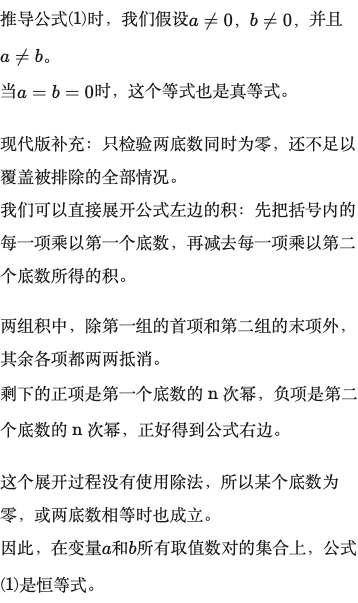 推导公式(1)时，我们假设a ≠ 0，b ≠ 0，并且
a ≠ b。
当a = b = 0时，这个等式也是真等式。
现代版补充：只检验两底数同时为零，还不足以
覆盖被排除的全部情况。
我们可以直接展开公式左边的积：先把括号内的
每一项乘以第一个底数，再减去每一项乘以第二
个底数所得的积。
两组积中，除第一组的首项和第二组的末项外，
其余各项都两两抵消。
剩下的正项是第一个底数的 n 次幂，负项是第二
个底数的 n 次幂，正好得到公式右边。
这个展开过程没有使用除法，所以某个底数为
零，或两底数相等时也成立。
因此，在变量a和b所有取值数对的集合上，公式
(1)是恒等式。